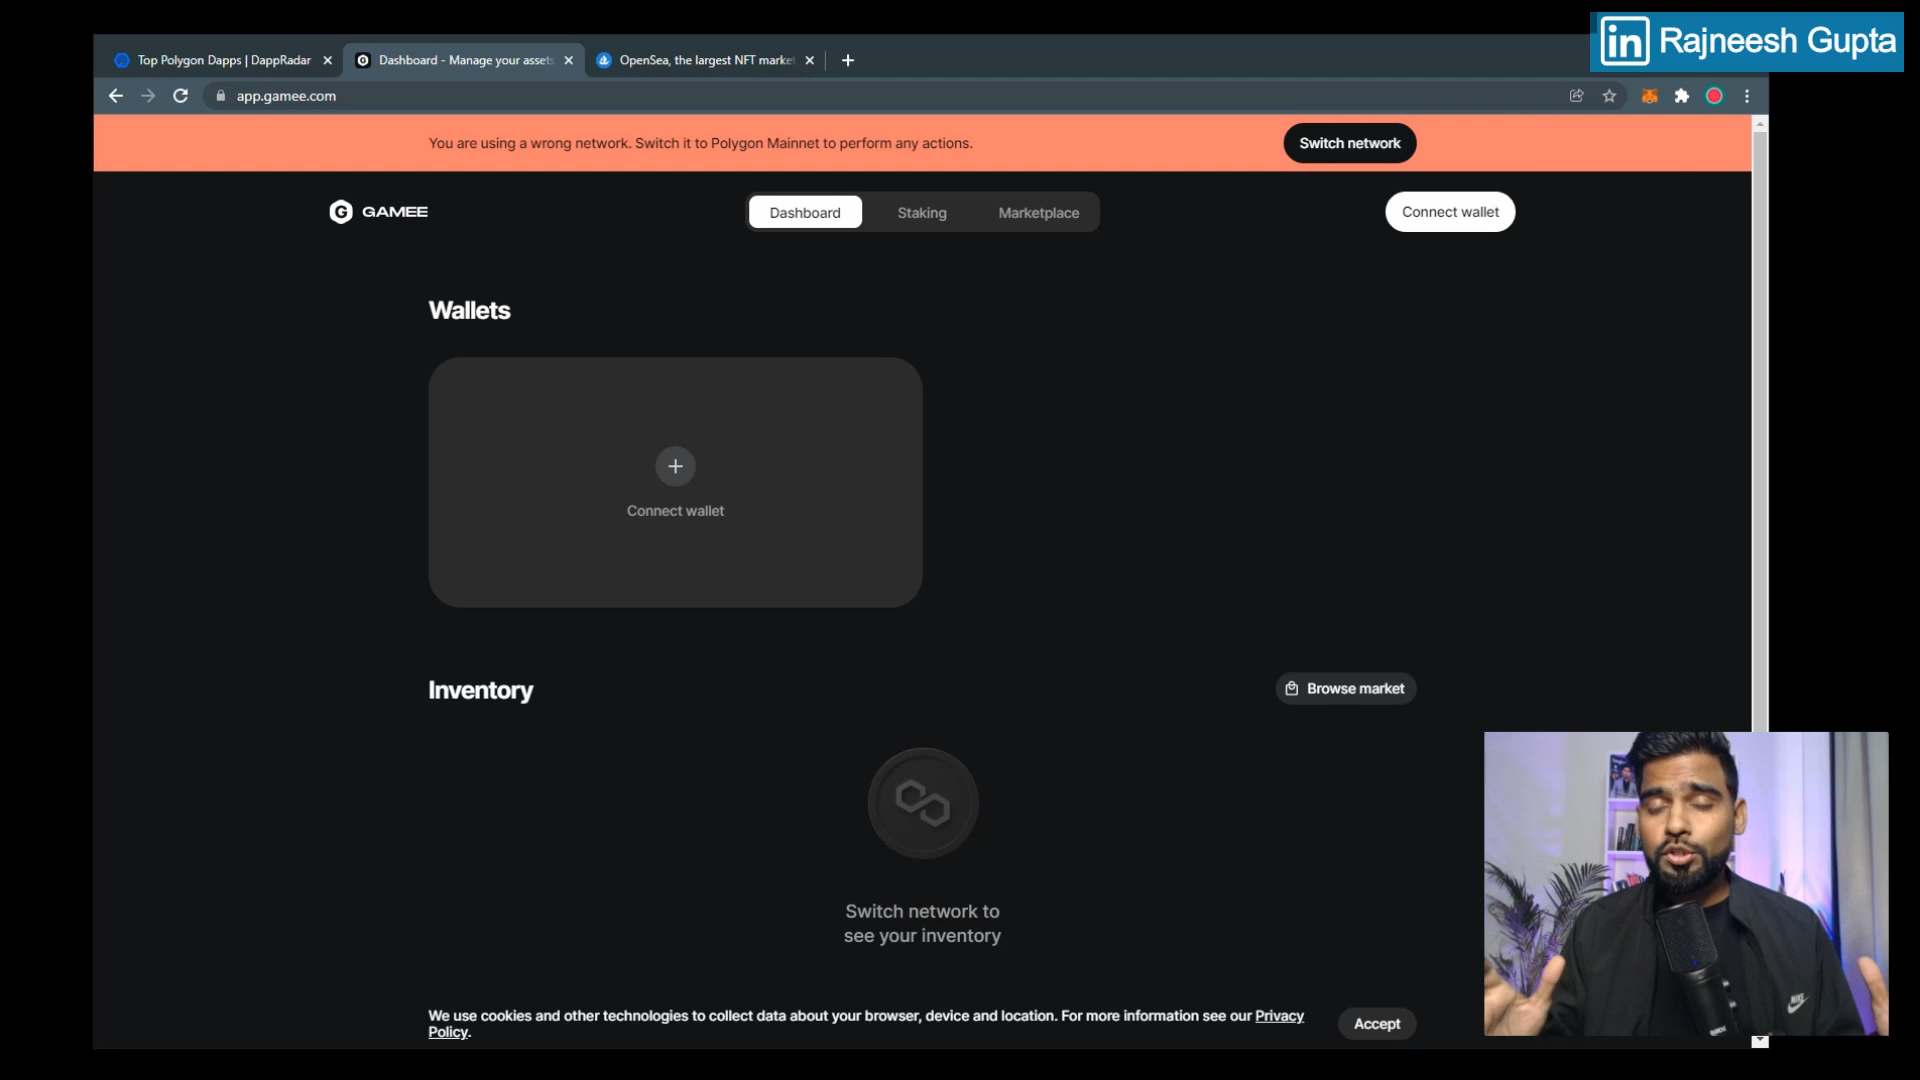 in Rajneesh Gupta
Top Polygon Dapps | DappRadar
Dashboard - Manage your assets
OpenSea, the largest NFT market
app.gamee.com
You are using a wrong network. Switch it to Polygon Mainnet to perform any actions.
Switch network
G GAMEE
Dashboard
Staking
Marketplace
Connect wallet
Wallets
Connect wallet
Inventory
Browse market
Switch network to
see your inventory
We use cookies and other technologies to collect data about your browser, device and location. For more information see our Privacy
Policy.
Accept
NIKE